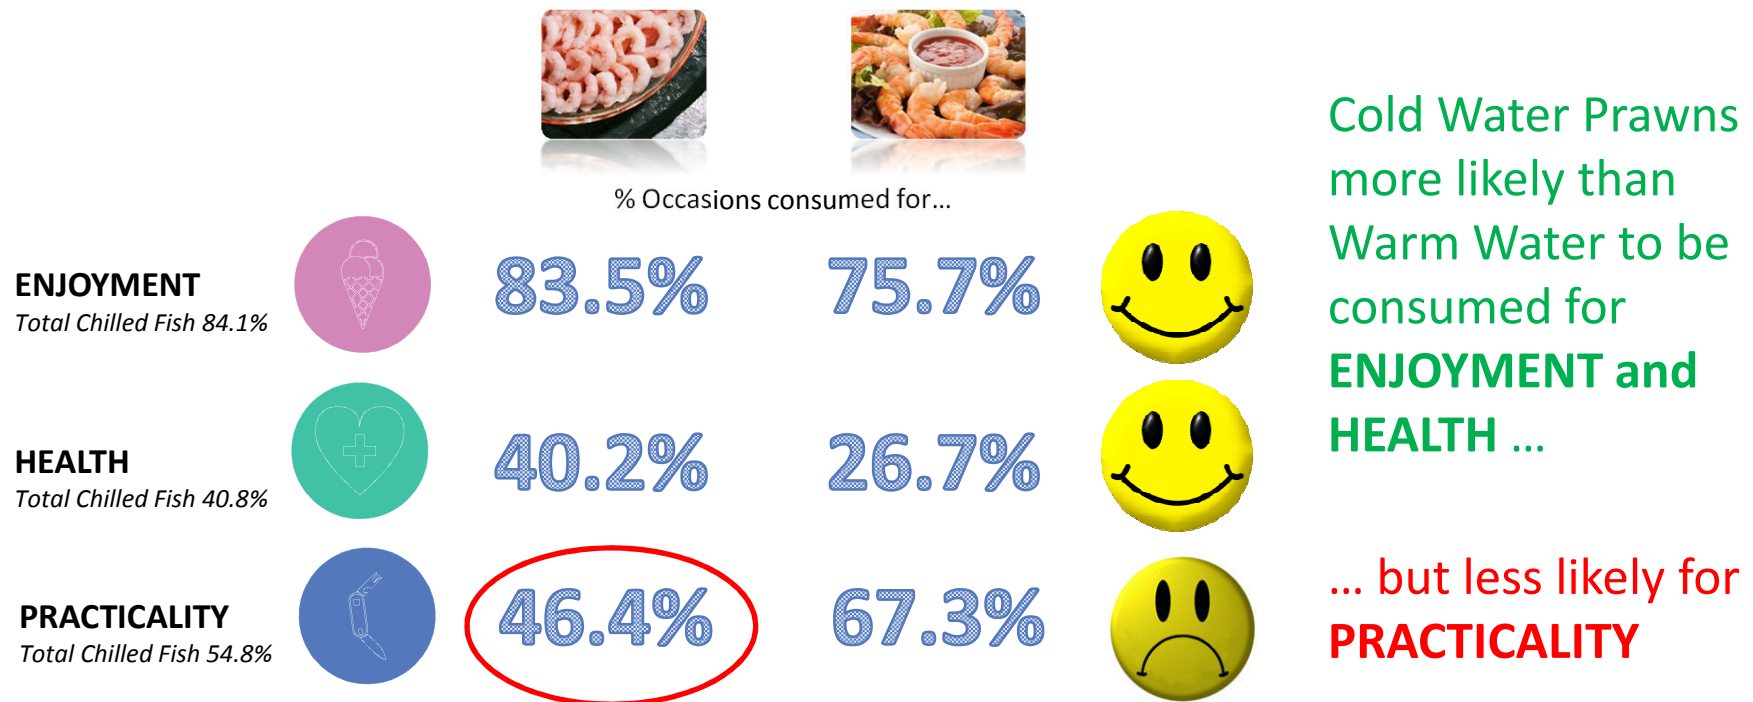 % Occasions consumed for...
ENJOYMENT
Total Chilled Fish 84.1%
83.5%
75.7%
HEALTH
Total Chilled Fish 40.8%
40.2%
26.7%
PRACTICALITY
Total Chilled Fish 54.8%
46.4%
67.3%
Cold Water Prawns
more likely than
Warm Water to be
consumed for
ENJOYMENT and
HEALTH ...
... but less likely for
PRACTICALITY